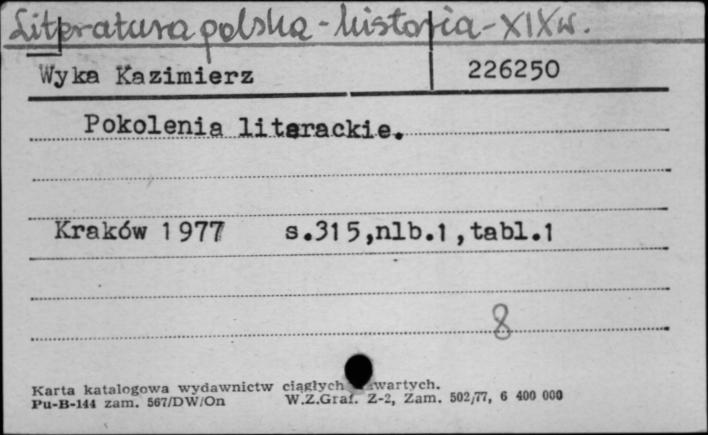 Literatura polska - historia - XIX w.
Wyka Kazimierz 226250
Pokolenia literackie.
Kraków 1977 s.315,nlb.1,tabl.1
8
Karta katalogowa wydawnictw ciągłych zwartych.
Pu-B-144 zam. 567/DW/On W.Z.Graf. Z-2, Zam. 502/77, 6 400 000